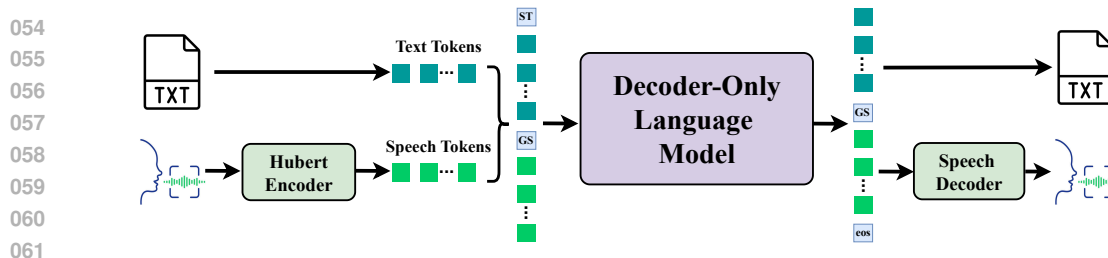 054
055
056
057
058
059
060
061
TXT
Text Tokens
Speech Tokens
Hubert
Encoder
ST
GS
Decoder-Only
Language
Model
GS
eos
Speech
Decoder
TXT